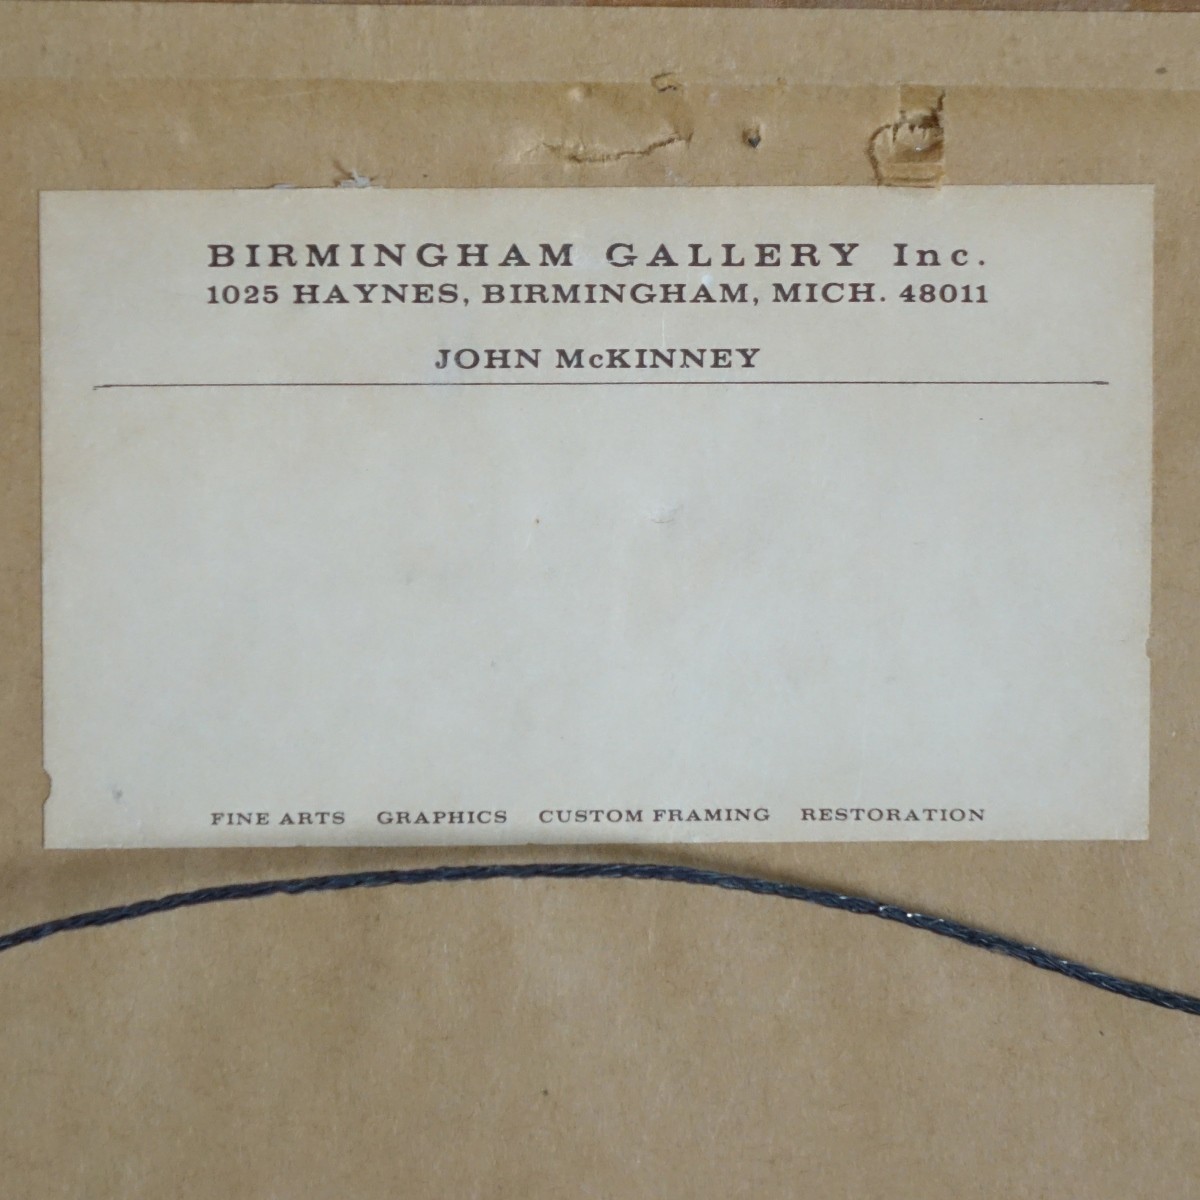 BIRMINGHAM GALLERY Inc.
1025 HAYNES, BIRMINGHAM, MICH. 48011
JOHN McKINNEY
FINE ARTS GRAPHICS CUSTOM FRAMING RESTORATION